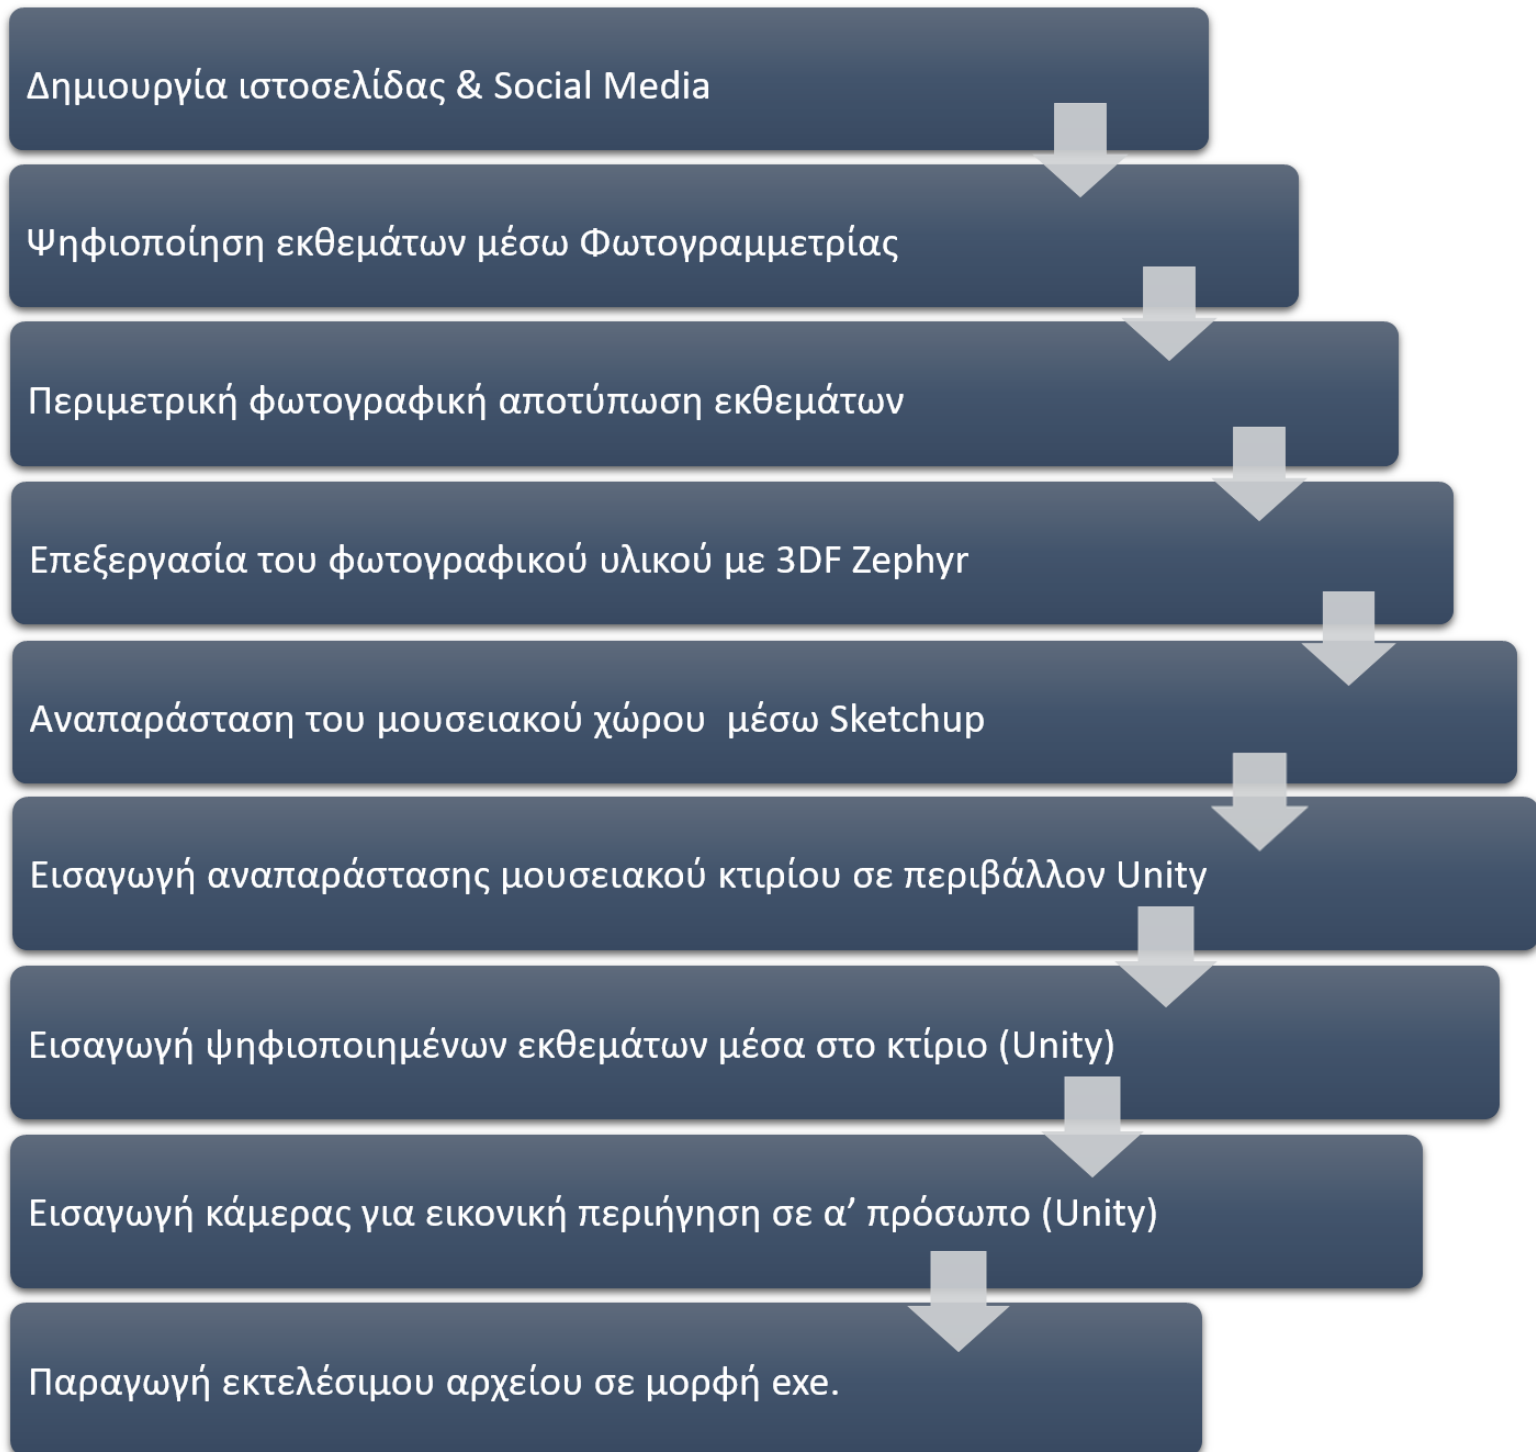 Δημιουργία ιστοσελίδας & Social Media
Ψηφιοποίηση εκθεμάτων μέσω Φωτογραμμετρίας
Περιμετρική φωτογραφική αποτύπωση εκθεμάτων
Επεξεργασία του φωτογραφικού υλικού με 3DF Zephyr
Αναπαράσταση του μουσειακού χώρου  μέσω Sketchup
Εισαγωγή αναπαράστασης μουσειακού κτιρίου σε περιβάλλον Unity
Εισαγωγή ψηφιοποιημένων εκθεμάτων μέσα στο κτίριο (Unity)
Εισαγωγή κάμερας για εικονική περιήγηση σε α’ πρόσωπο (Unity)
Παραγωγή εκτελέσιμου αρχείου σε μορφή exe.